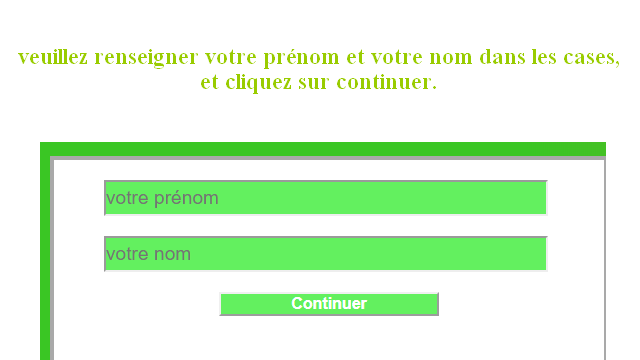 veuillez renseigner votre prénom et votre nom dans les cases,
et cliquez sur continuer.
votre prénom
votre nom
Continuer